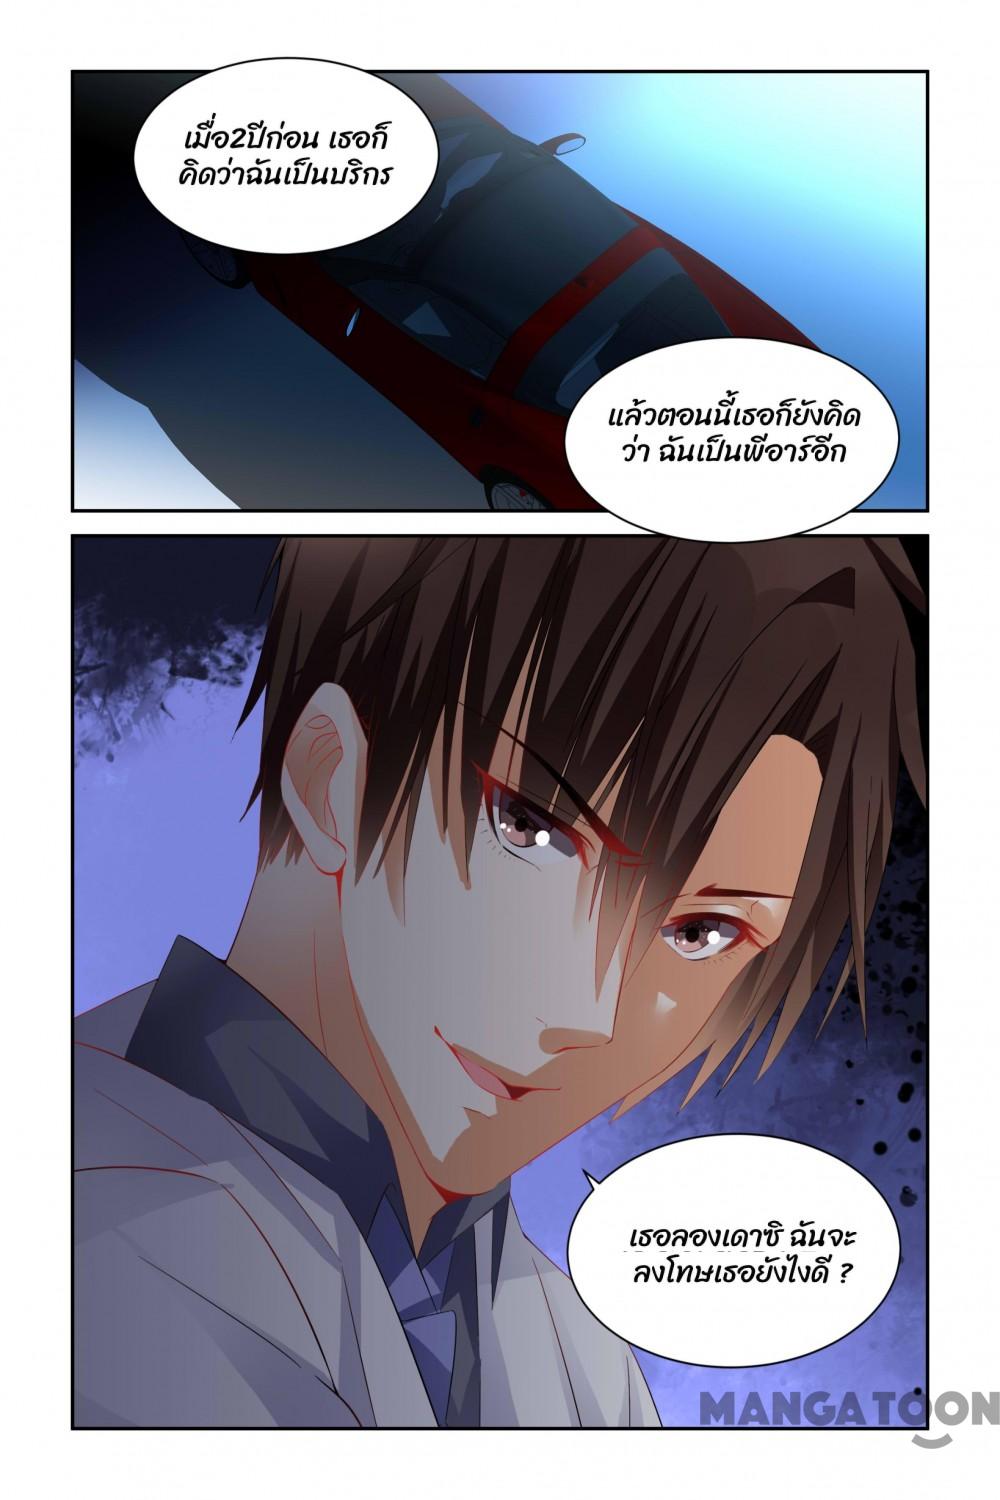 เมื่อ2ปีก่อน เธอก็
คิดว่าฉันเป็นบริกร
แล้วตอนนี้เธอก็ยังคิด
ว่า ฉันเป็นพีอาร์อีก
เธอลองเดาซิ ฉันจะ
ลงโทษเธอยังไงดี ?
MANGATOON